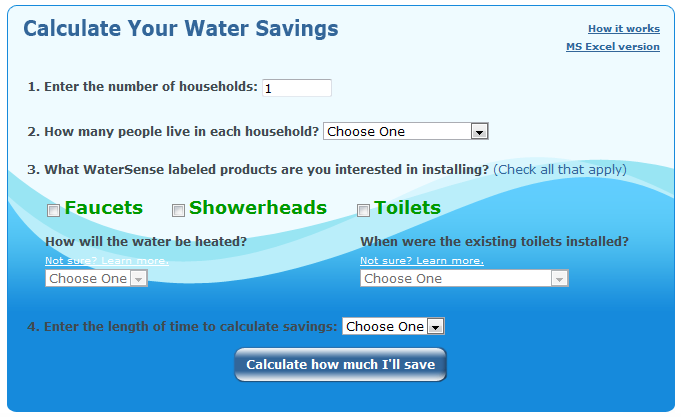 Calculate Your Water Savings
How it works
MS Excel version
1. Enter the number of households: 1
2. How many people live in each household? Choose One
3. What WaterSense labeled products are you interested in installing? (Check all that apply)
Faucets Showerheads Toilets
How will the water be heated? When were the existing toilets installed?
Not sure? Learn more. Not sure? Learn more.
Choose One Choose One
4. Enter the length of time to calculate savings: Choose One
Calculate how much I'll save